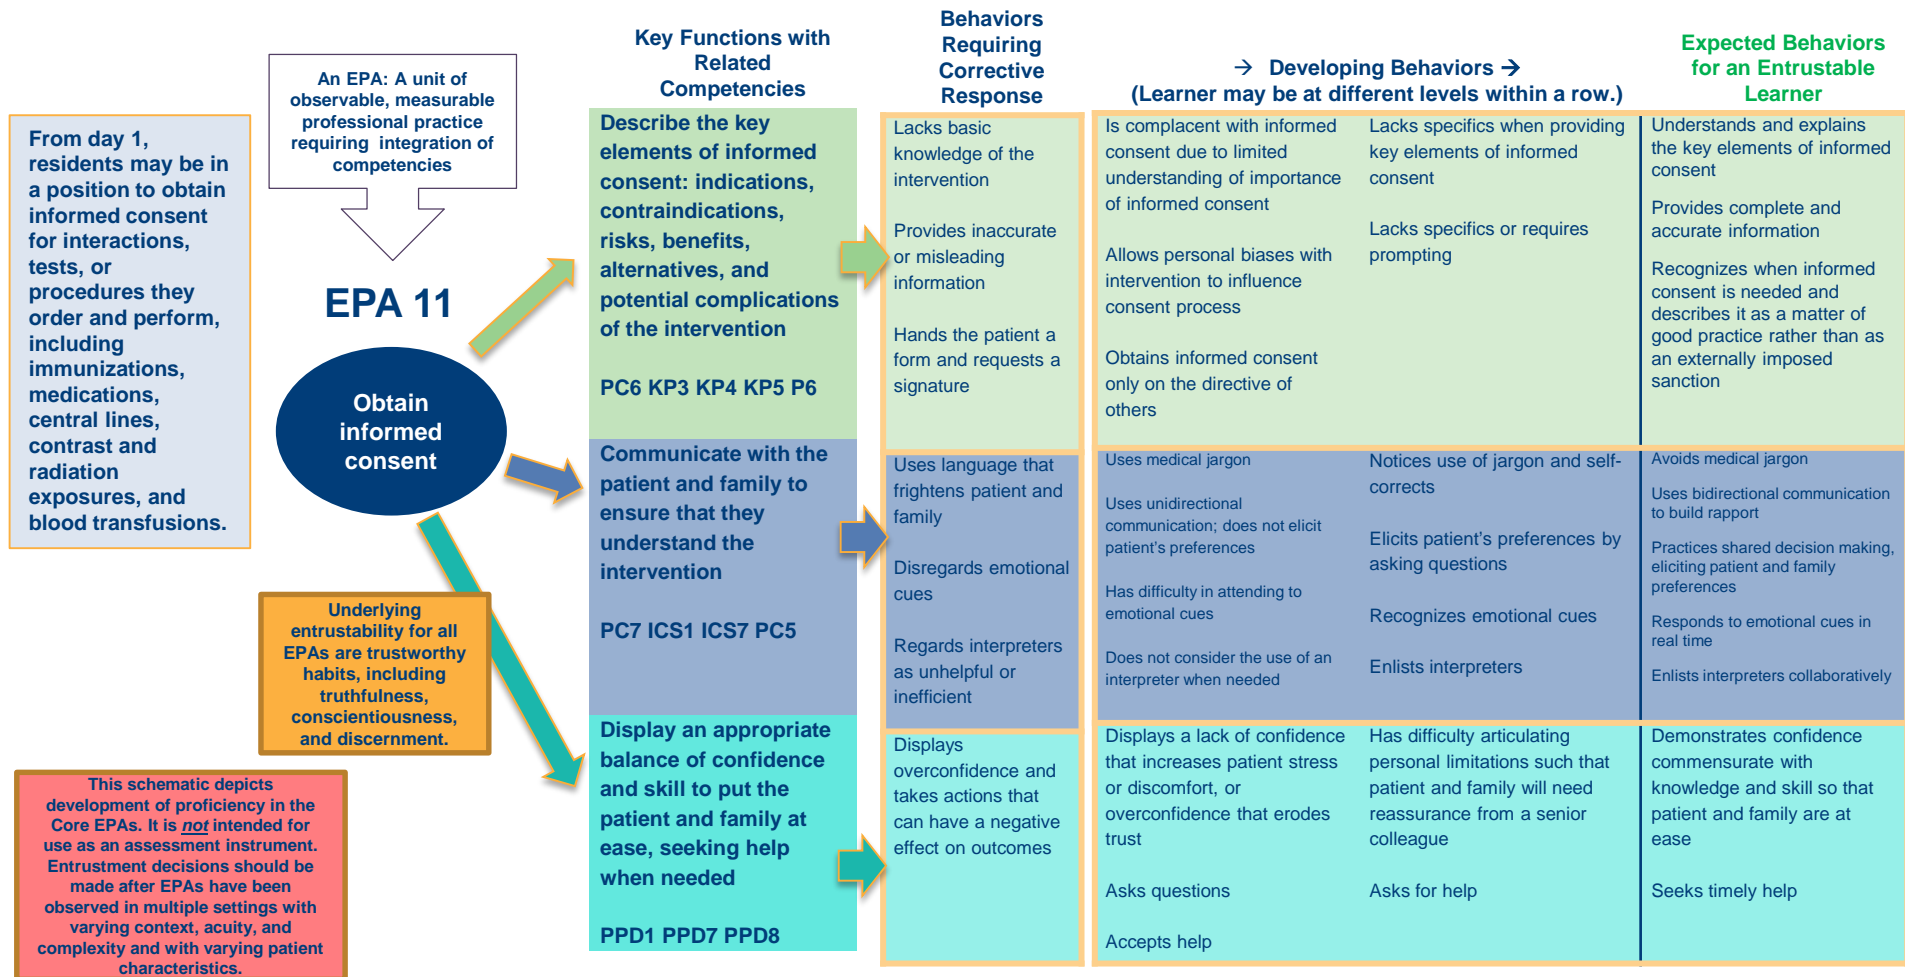 An EPA: A unit of
observable, measurable
professional practice
requiring integration of
competencies
From day 1,
residents may be in
a position to obtain
informed consent
for interactions,
tests, or
procedures they
order and perform,
including
immunizations,
medications,
central lines,
contrast and
radiation
exposures, and
blood transfusions.
EPA 11
Obtain
informed
consent
Underlying
entrustability for all
EPAs are trustworthy
habits, including
truthfulness,
conscientiousness,
and discernment.
This schematic depicts
development of proficiency in the
Core EPAs. It is not intended for
use as an assessment instrument.
Entrustment decisions should be
made after EPAs have been
observed in multiple settings with
varying context, acuity, and
complexity and with varying patient
characteristics.
Key Functions with
Related
Competencies
Behaviors
Requiring
Corrective
Response
→ Developing Behaviors →
(Learner may be at different levels within a row.)
Expected Behaviors
for an Entrustable
Learner
Describe the key
elements of informed
consent: indications,
contraindications,
risks, benefits,
alternatives, and
potential complications
of the intervention
PC6 KP3 KP4 KP5 P6
Lacks basic
knowledge of the
intervention
Provides inaccurate
or misleading
information
Hands the patient a
form and requests a
signature
Is complacent with informed
consent due to limited
understanding of importance
of informed consent
Allows personal biases with
intervention to influence
consent process
Obtains informed consent
only on the directive of
others
Lacks specifics when providing
key elements of informed
consent
Lacks specifics or requires
prompting
Understands and explains
the key elements of informed
consent
Provides complete and
accurate information
Recognizes when informed
consent is needed and
describes it as a matter of
good practice rather than as
an externally imposed
sanction
Communicate with the
patient and family to
ensure that they
understand the
intervention
PC7 ICS1 ICS7 PC5
Uses language that
frightens patient and
family
Disregards emotional
cues
Regards interpreters
as unhelpful or
inefficient
Uses medical jargon
Uses unidirectional
communication; does not elicit
patient's preferences
Has difficulty in attending to
emotional cues
Does not consider the use of an
interpreter when needed
Notices use of jargon and self-
corrects
Elicits patient's preferences by
asking questions
Recognizes emotional cues
Enlists interpreters
Avoids medical jargon
Uses bidirectional communication
to build rapport
Practices shared decision making,
eliciting patient and family
preferences
Responds to emotional cues in
real time
Enlists interpreters collaboratively
Display an appropriate
balance of confidence
and skill to put the
patient and family at
ease, seeking help
when needed
PPD1 PPD7 PPD8
Displays
overconfidence and
takes actions that
can have a negative
effect on outcomes
Displays a lack of confidence
that increases patient stress
or discomfort, or
overconfidence that erodes
trust
Asks questions
Accepts help
Has difficulty articulating
personal limitations such that
patient and family will need
reassurance from a senior
colleague
Asks for help
Demonstrates confidence
commensurate with
knowledge and skill so that
patient and family are at
ease
Seeks timely help